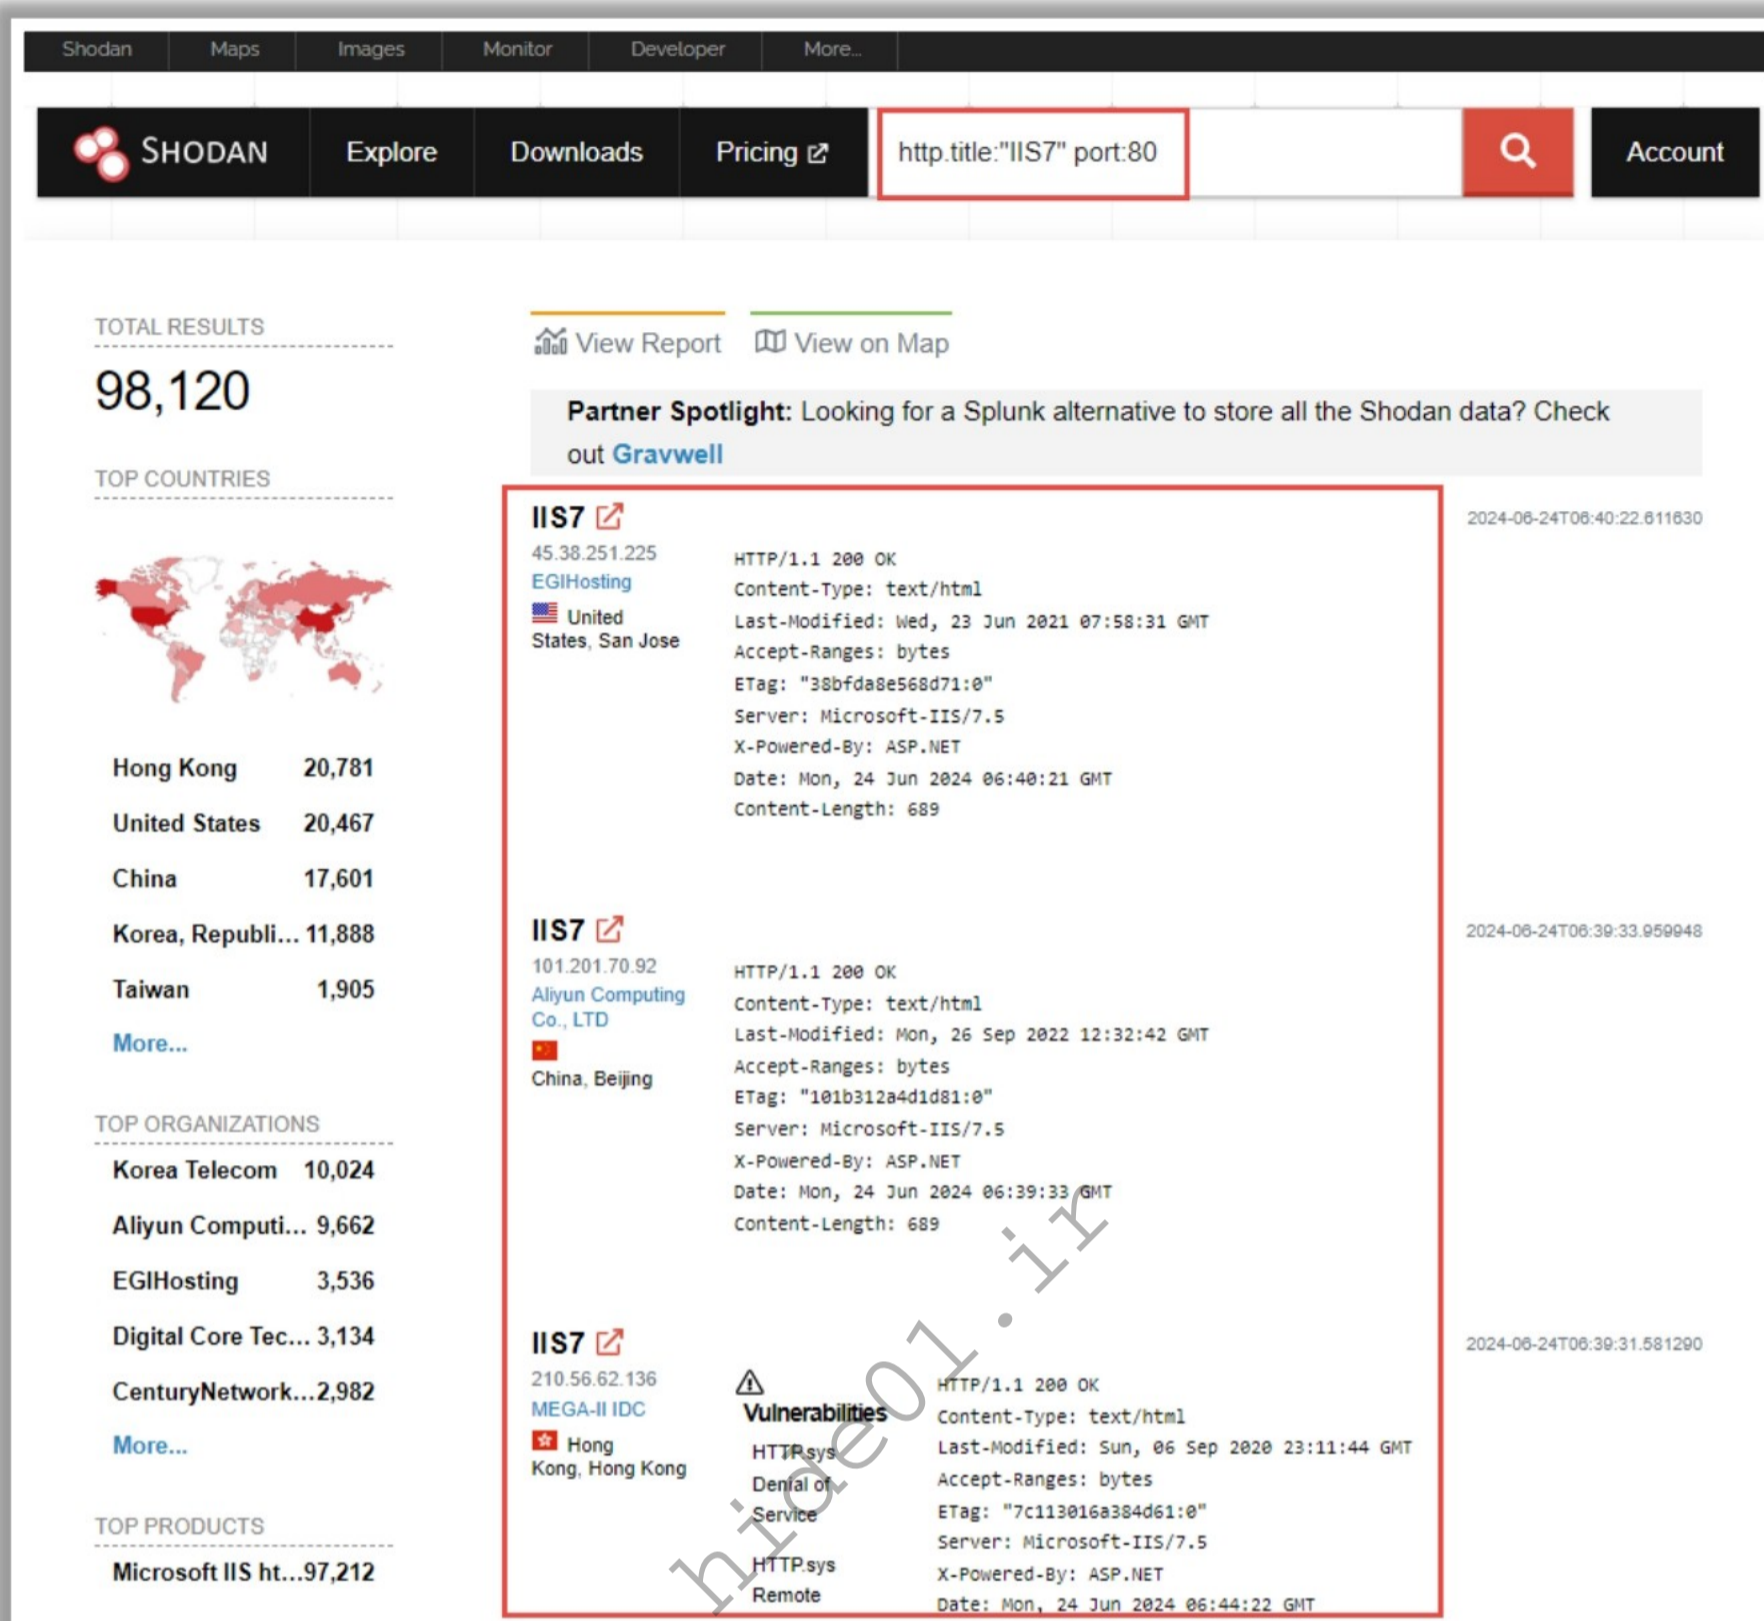 Shodan Maps Images Monitor Developer More...
SHODAN Explore Downloads Pricing http.title:"IIS7" port:80 Account
TOTAL RESULTS
98,120
TOP COUNTRIES
Hong Kong 20,781
United States 20,467
China 17,601
Korea, Republi... 11,888
Taiwan 1,905
More...
TOP ORGANIZATIONS
Korea Telecom 10,024
Aliyun Computi... 9,662
EGIHosting 3,536
Digital Core Tec... 3,134
CenturyNetwork... 2,982
More...
TOP PRODUCTS
Microsoft IIS ht... 97,212
View Report View on Map
Partner Spotlight: Looking for a Splunk alternative to store all the Shodan data? Check
out Gravwell
IIS7
2024-06-24T06:40:22.611630
45.38.251.225
EGIHosting
United
States, San Jose
HTTP/1.1 200 OK
Content-Type: text/html
Last-Modified: Wed, 23 Jun 2021 07:58:31 GMT
Accept-Ranges: bytes
ETag: "38bfda8e568d71:0"
Server: Microsoft-IIS/7.5
X-Powered-By: ASP.NET
Date: Mon, 24 Jun 2024 06:40:21 GMT
Content-Length: 689
IIS7
2024-06-24T06:39:33.959948
101.201.70.92
Aliyun Computing
Co., LTD
China, Beijing
HTTP/1.1 200 OK
Content-Type: text/html
Last-Modified: Mon, 26 Sep 2022 12:32:42 GMT
Accept-Ranges: bytes
ETag: "101b312a4d1d81:0"
Server: Microsoft-IIS/7.5
X-Powered-By: ASP.NET
Date: Mon, 24 Jun 2024 06:39:33 GMT
Content-Length: 689
IIS7
2024-06-24T06:39:31.581290
210.56.62.136
MEGA-II IDC
Hong
Kong, Hong Kong
Vulnerabilities
HTTP.sys
Denial of
Service
HTTP.sys
Remote
HTTP/1.1 200 OK
Content-Type: text/html
Last-Modified: Sun, 06 Sep 2020 23:11:44 GMT
Accept-Ranges: bytes
ETag: "7c113016a384d61:0"
Server: Microsoft-IIS/7.5
X-Powered-By: ASP.NET
Date: Mon, 24 Jun 2024 06:44:22 GMT
hide01.ir